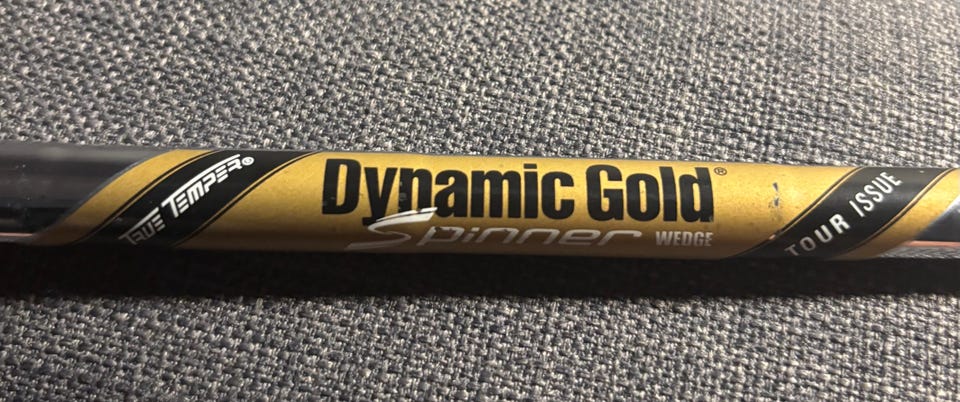 TRUE TEMPER®
Dynamic Gold®
Spinner WEDGE
TOUR ISSUE